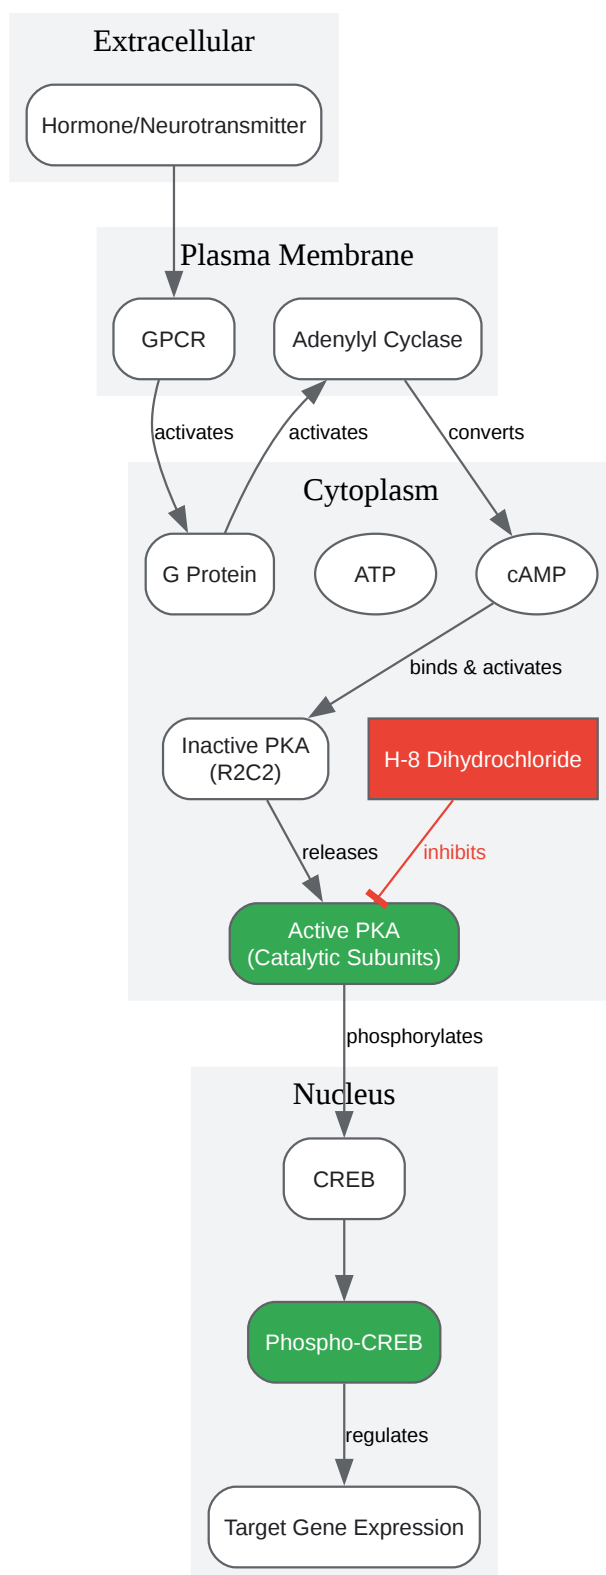 Extracellular
Hormone/Neurotransmitter
Plasma Membrane
GPCR
Adenylyl Cyclase
activates
activates
converts
Cytoplasm
G Protein
ATP
cAMP
binds & activates
Inactive PKA
(R2C2)
H-8 Dihydrochloride
releases
inhibits
Active PKA
(Catalytic Subunits)
phosphorylates
Nucleus
CREB
Phospho-CREB
regulates
Target Gene Expression